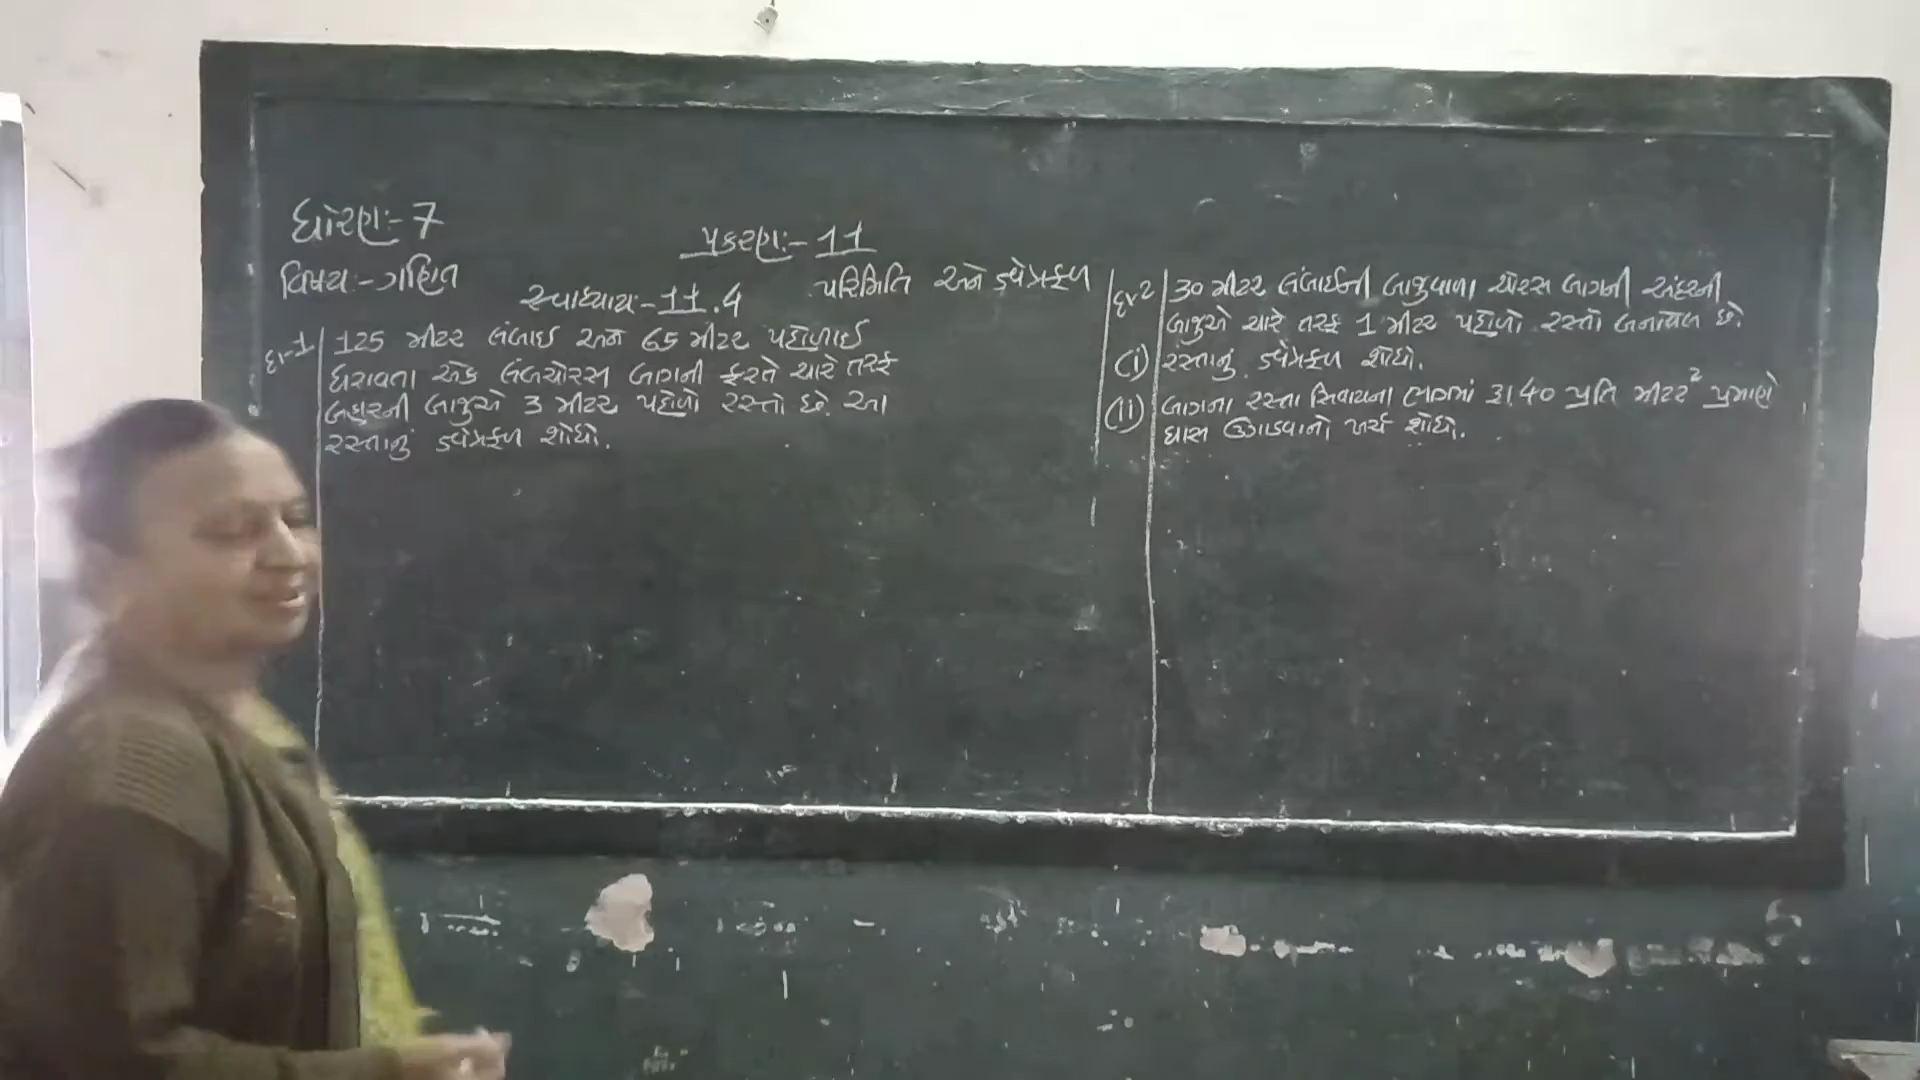 ધોરણ:- 7
પ્રકરણ:- 11
વિષય:- ગણિત
પરિમિતિ અને ક્ષેત્રફળ
સ્વાધ્યાય:- 11.4
દા-1 125 મીટર લંબાઈ અને 65 મીટર પહોળાઈ
ધરાવતા એક લંબચોરસ બાગની ફરતે ચારે તરફ
બહારની બાજુએ 3 મીટર પહોળો રસ્તો છે. આ
રસ્તાનું ક્ષેત્રફળ શોધો.
દા-2 30 મીટર લંબાઈની બાજુવાળા ચોરસ બાગની અંદરની
બાજુએ ચારે તરફ 1 મીટર પહોળો રસ્તો બનાવેલ છે.
(i) રસ્તાનું ક્ષેત્રફળ શોધો.
(ii) બાગના રસ્તા સિવાયના ભાગમાં રૂા.40 પ્રતિ મીટર² પ્રમાણે
ઘાસ ઉગાડવાનો ખર્ચ શોધો.